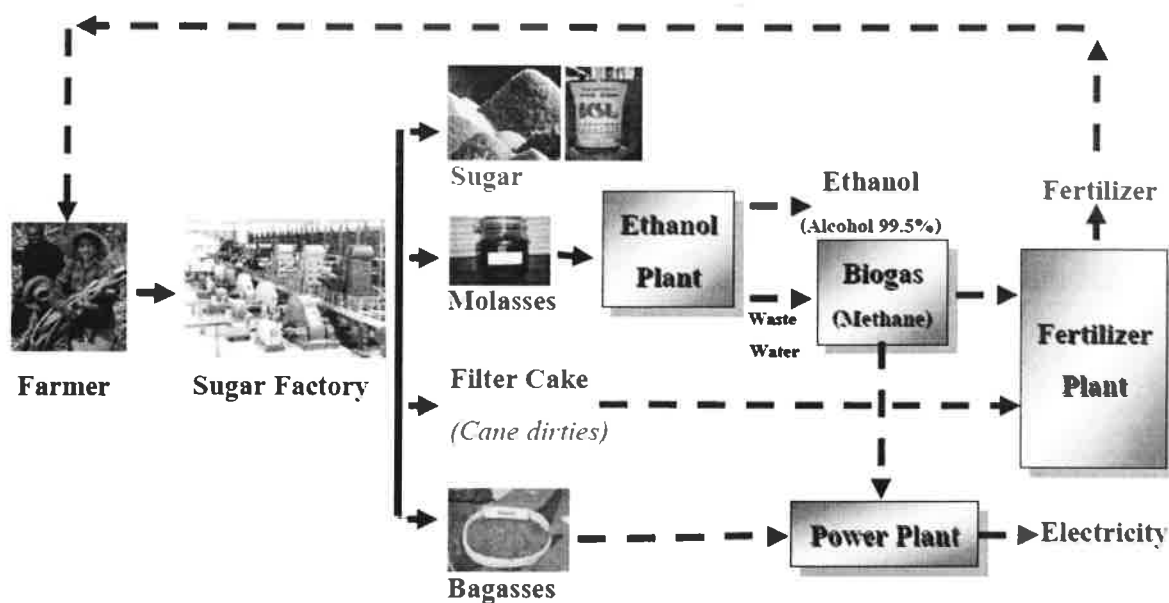 Sugar
Ethanol
(Alcohol 99.5%)
Fertilizer
Ethanol
Plant
Molasses
Waste
Water
Biogas
(Methane)
Fertilizer
Plant
Farmer
Sugar Factory
Filter Cake
(Cane dirties)
Bagasses
Power Plant
Electricity